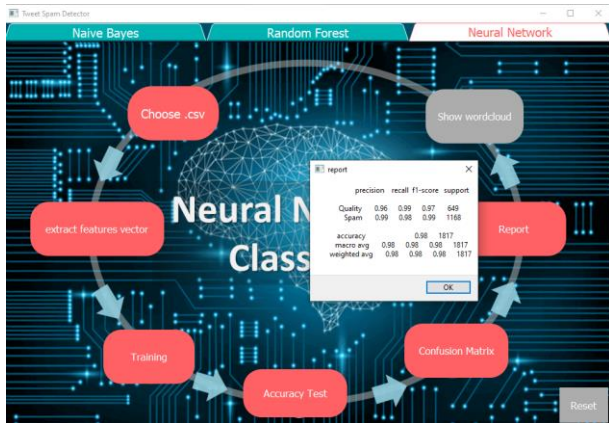 Tweet Spam Detector
Naive Bayes Random Forest Neural Network
Choose .csv
Show wordcloud
report
precision recall f1-score support
Quality 0.96 0.99 0.97 649
Spam 0.99 0.98 0.99 1168
accuracy 0.98 1817
macro avg 0.98 0.98 0.98 1817
weighted avg 0.98 0.98 0.98 1817
OK
Neural N
Class
extract features vector
Report
Training
Confusion Matrix
Accuracy Test
Reset